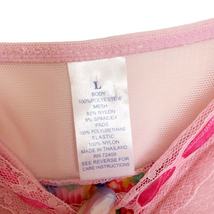 L
BODY
100%POLYESTER
MESH
92% NYLON
8% SPANDEX
PADS
100% POLYURETHANE
ELASTIC
100% NYLON
MADE IN THAILAND
RN 72459
SEE REVERSE FOR
CARE INSTRUCTIONS